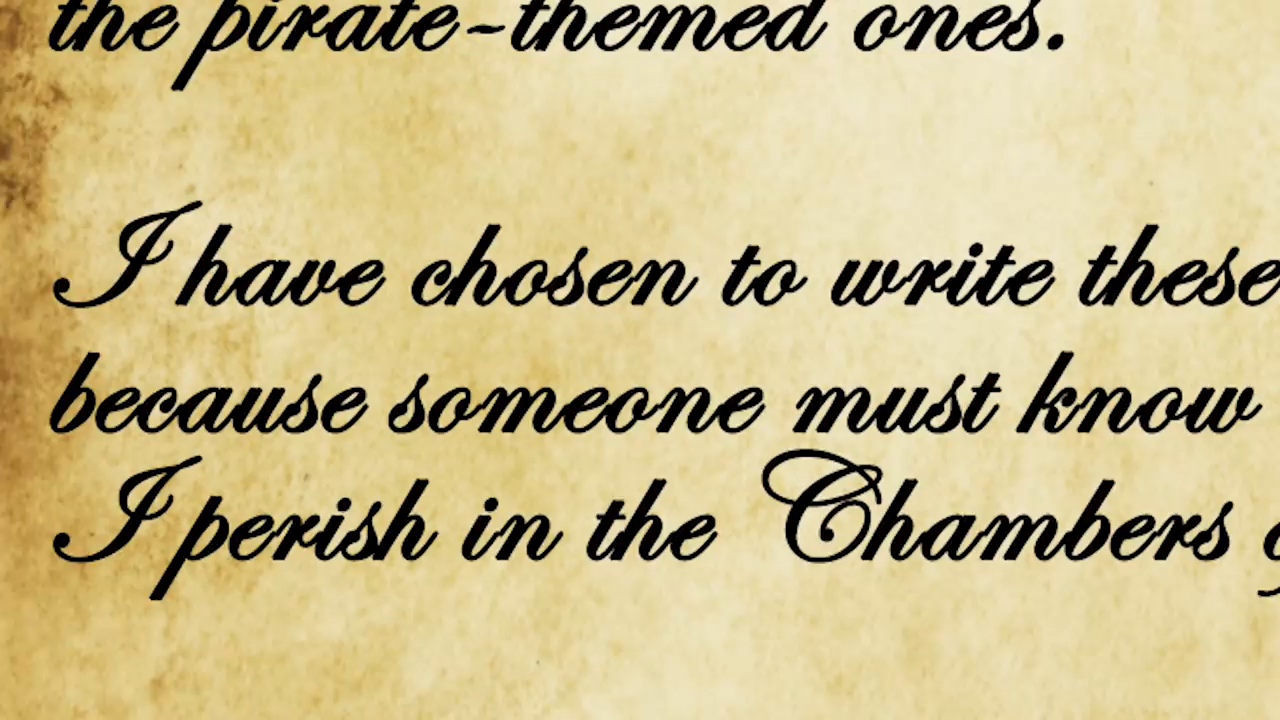 the pirate-themed ones.
I have chosen to write these
because someone must know
I perish in the Chambers